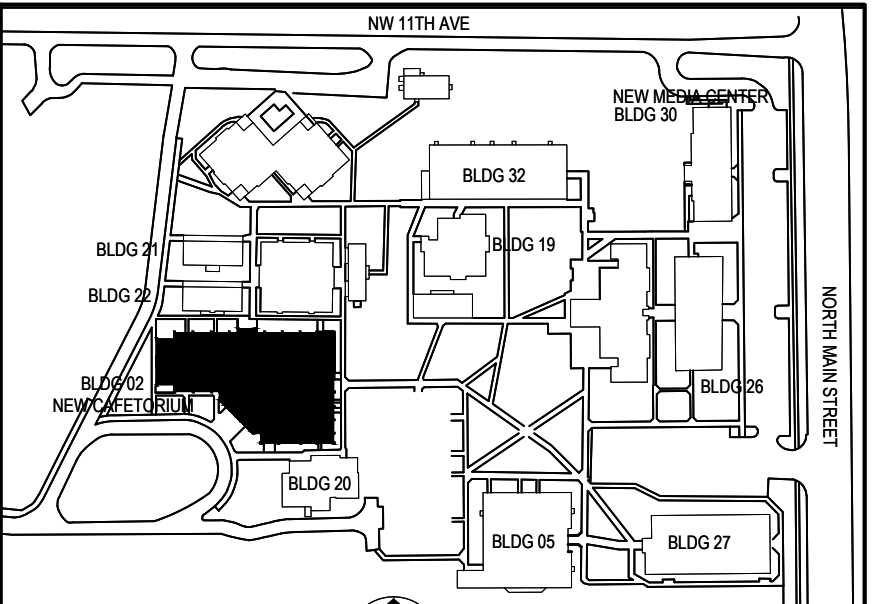 NW 11TH AVE
NEW MEDIA CENTER
BLDG 30
BLDG 32
BLDG 21
BLDG 19
BLDG 22
NORTH MAIN STREET
BLDG 02
NEW CAFETORIUM
BLDG 26
BLDG 20
BLDG 05
BLDG 27